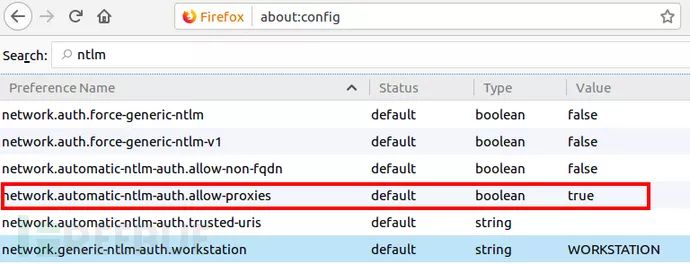 Firefox about:config
Search: ntlm
Preference Name Status Type Value
network.auth.force-generic-ntlm default boolean false
network.auth.force-generic-ntlm-v1 default boolean false
network.automatic-ntlm-auth.allow-non-fqdn default boolean false
network.automatic-ntlm-auth.allow-proxies default boolean true
network.automatic-ntlm-auth.trusted-uris default string
network.generic-ntlm-auth.workstation default string WORKSTATION